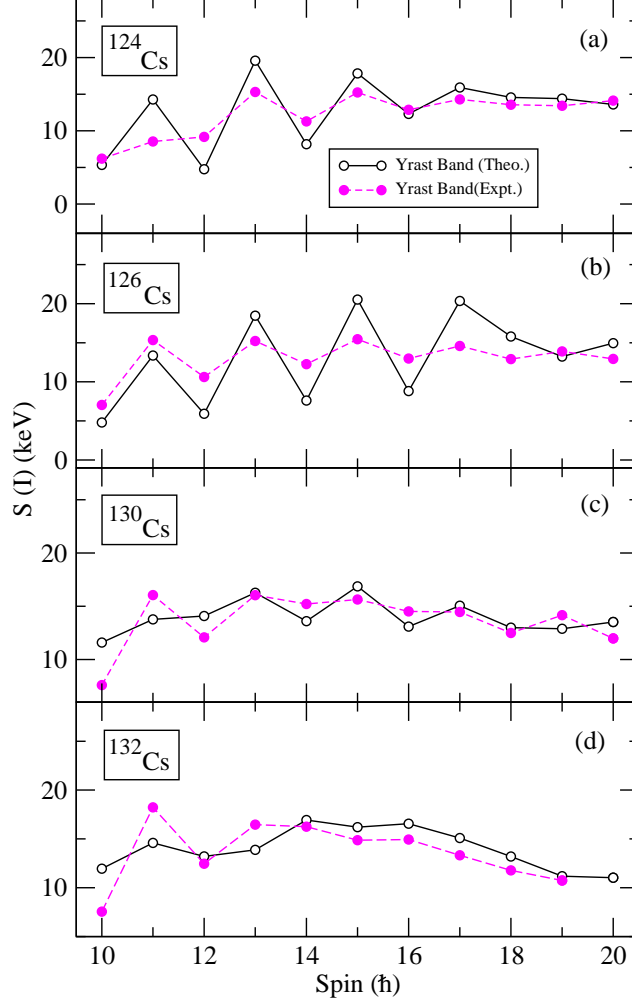 124Cs
(a)
20
10
0
Yrast Band (Theo.)
Yrast Band(Expt.)
126Cs
(b)
20
10
0
S (I) (keV)
130Cs
(c)
20
10
132Cs
(d)
20
10
10 12 14 16 18 20
Spin (ħ)